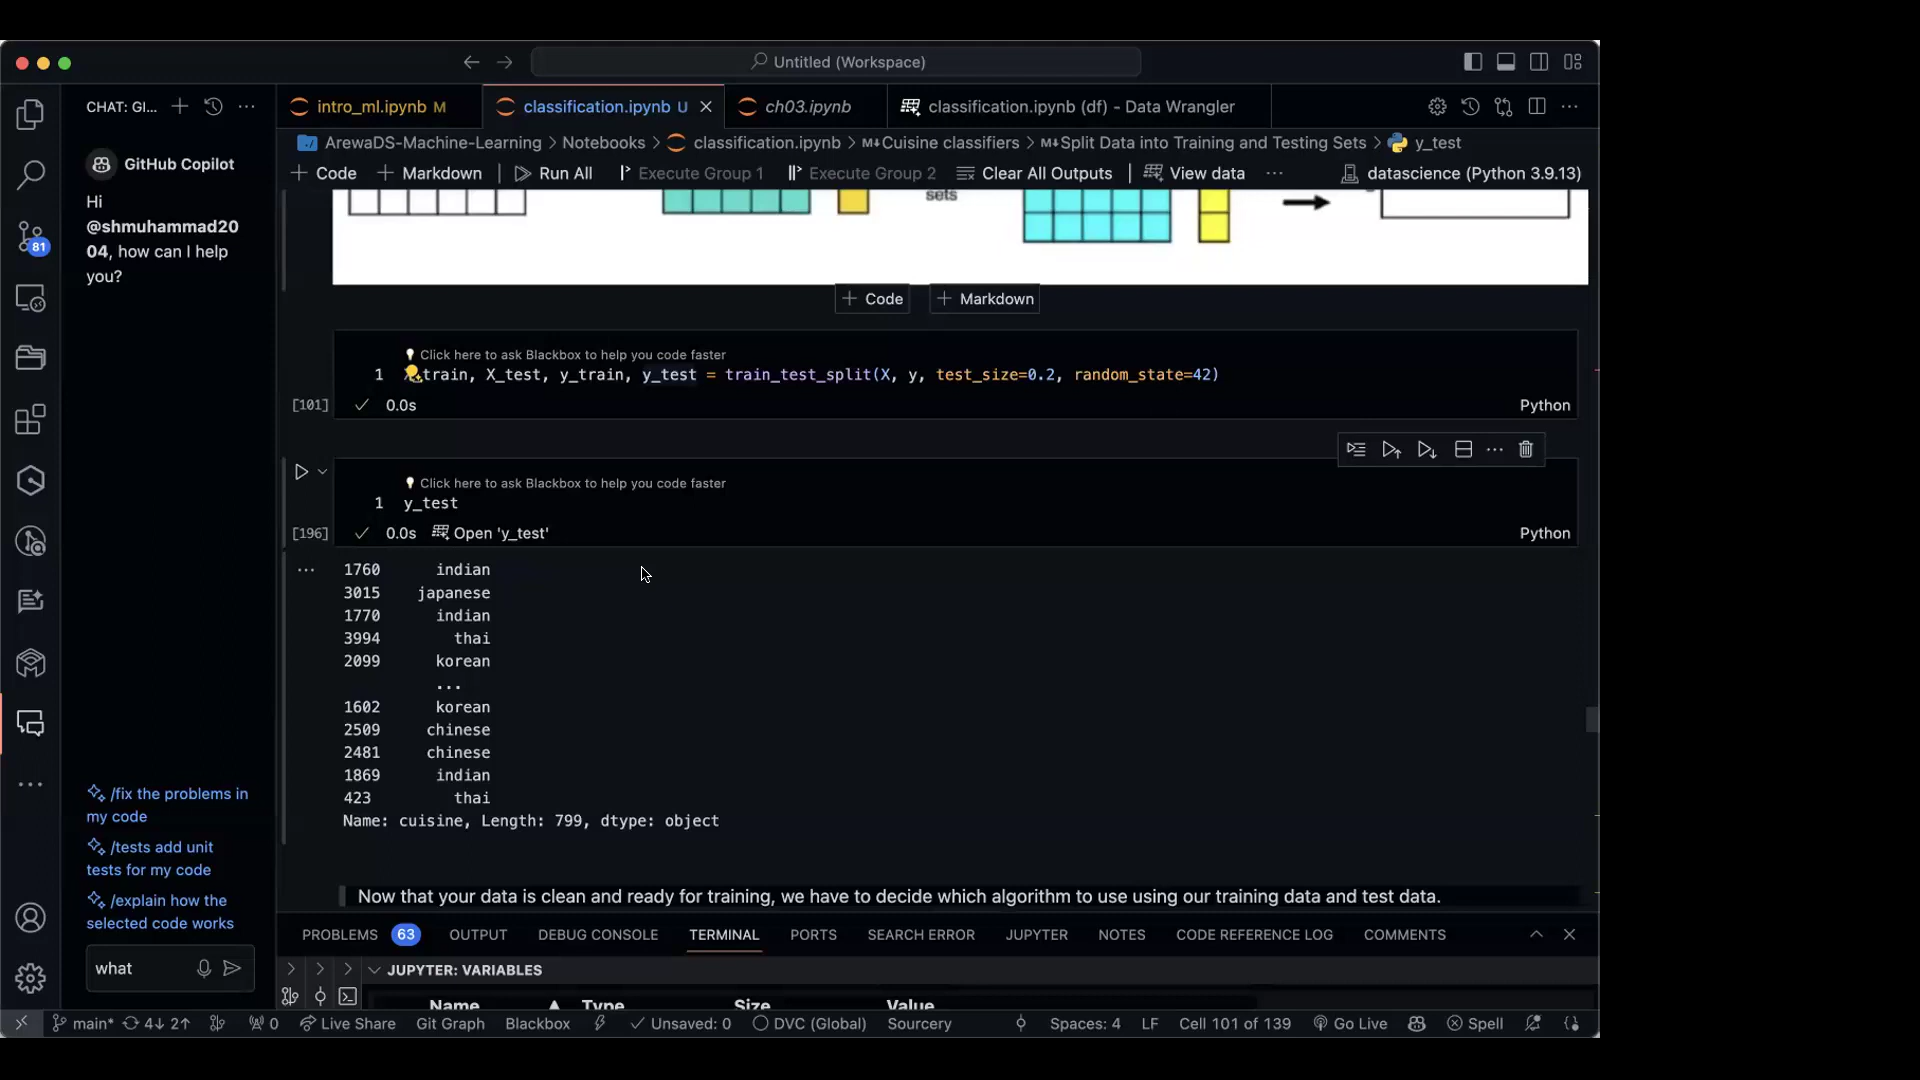 Untitled (Workspace)
CHAT: GI...
intro_ml.ipynb M
classification.ipynb U
ch03.ipynb
classification.ipynb (df) - Data Wrangler
ArewaDS-Machine-Learning > Notebooks > classification.ipynb > M↓Cuisine classifiers > M↓Split Data into Training and Testing Sets > y_test
+ Code + Markdown Run All Execute Group 1 Execute Group 2 Clear All Outputs View data ... datascience (Python 3.9.13)
GitHub Copilot
Hi
@shmuhammad20
04, how can I help
you?
81
sets
+ Code + Markdown
Click here to ask Blackbox to help you code faster
1 X_train, X_test, y_train, y_test = train_test_split(X, y, test_size=0.2, random_state=42)
[101] 0.0s Python
Click here to ask Blackbox to help you code faster
1 y_test
[196] 0.0s Open 'y_test' Python
1760 indian
3015 japanese
1770 indian
3994 thai
2099 korean
...
1602 korean
2509 chinese
2481 chinese
1869 indian
423 thai
Name: cuisine, Length: 799, dtype: object
Now that your data is clean and ready for training, we have to decide which algorithm to use using our training data and test data.
/fix the problems in
my code
/tests add unit
tests for my code
/explain how the
selected code works
what
PROBLEMS 63 OUTPUT DEBUG CONSOLE TERMINAL PORTS SEARCH ERROR JUPYTER NOTES CODE REFERENCE LOG COMMENTS
JUPYTER: VARIABLES
Name Type Size Value
main* 4↓ 2↑ 0 Live Share Git Graph Blackbox Unsaved: 0 DVC (Global) Sourcery Spaces: 4 LF Cell 101 of 139 Go Live Spell